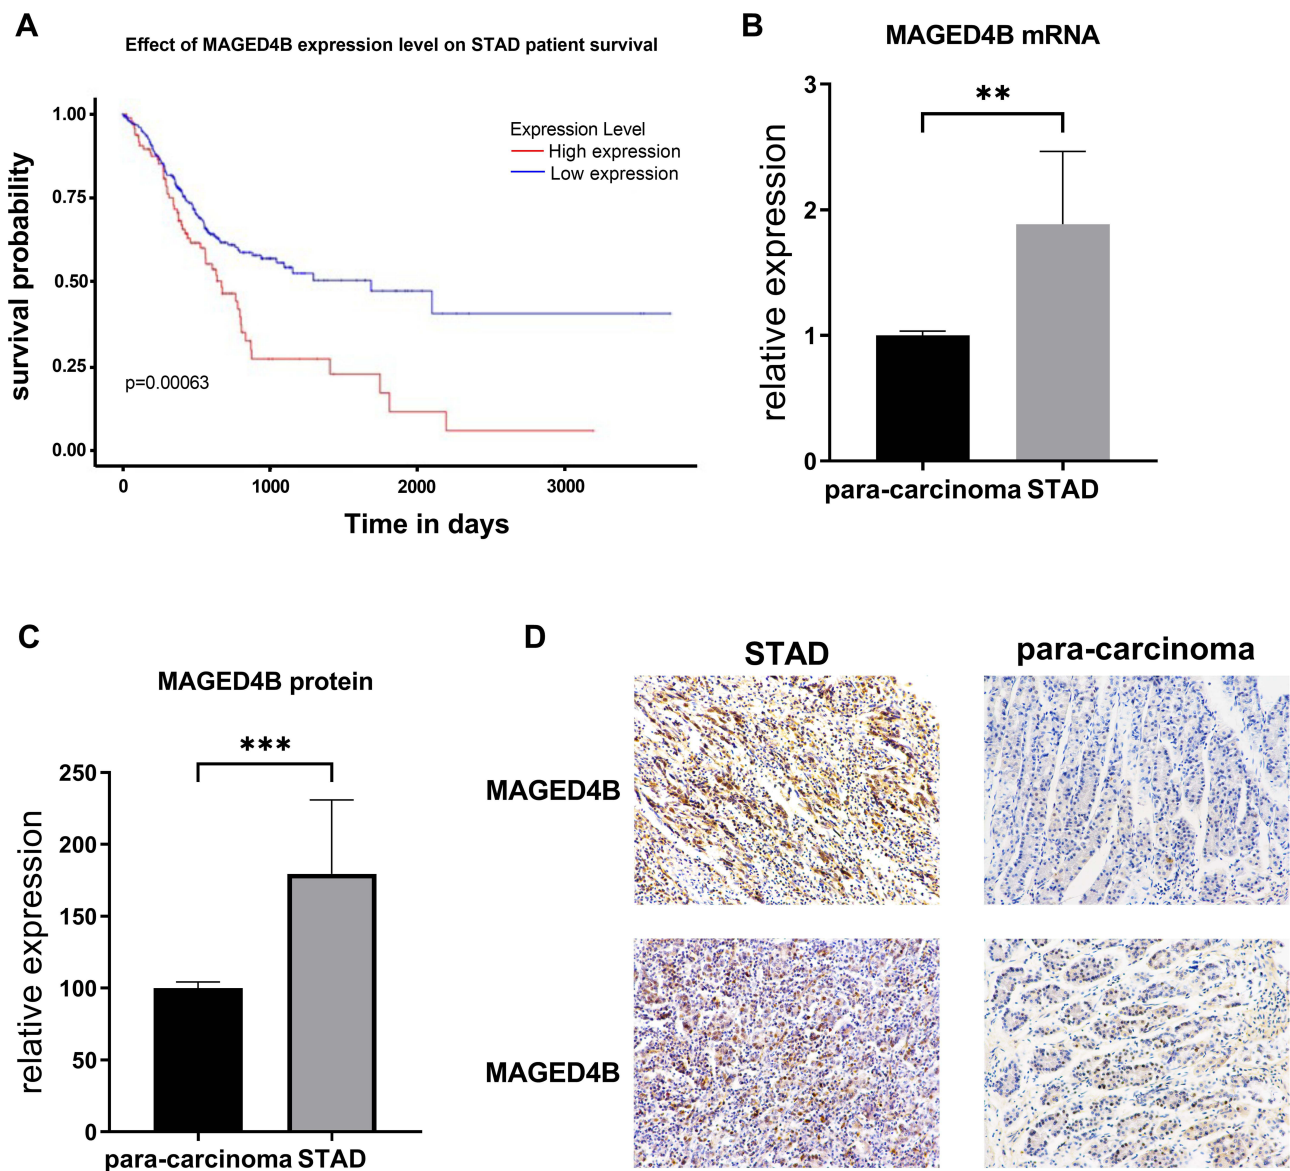 A
Effect of MAGED4B expression level on STAD patient survival
survival probability
1.00
0.75
0.50
0.25
0.00
Expression Level
High expression
Low expression
p=0.00063
0 1000 2000 3000
Time in days
B
MAGED4B mRNA
**
relative expression
3
2
1
0
para-carcinoma STAD
C
MAGED4B protein
***
relative expression
250
200
150
100
50
0
para-carcinoma STAD
D
STAD para-carcinoma
MAGED4B
MAGED4B